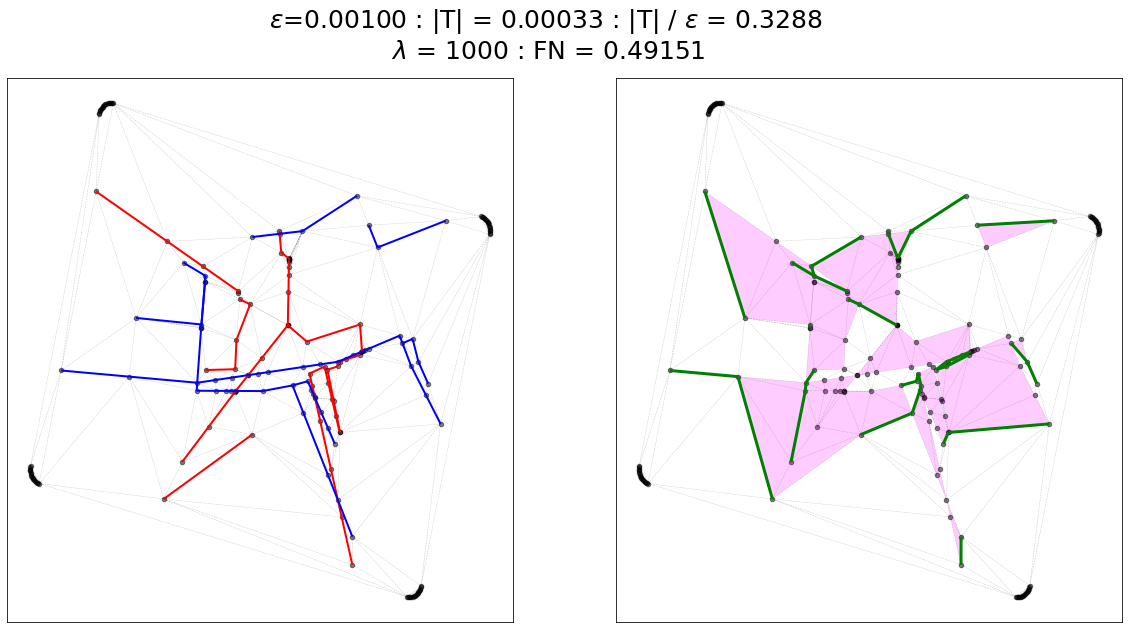 ε=0.00100 : |T| = 0.00033 : |T| / ε = 0.3288
λ = 1000 : FN = 0.49151